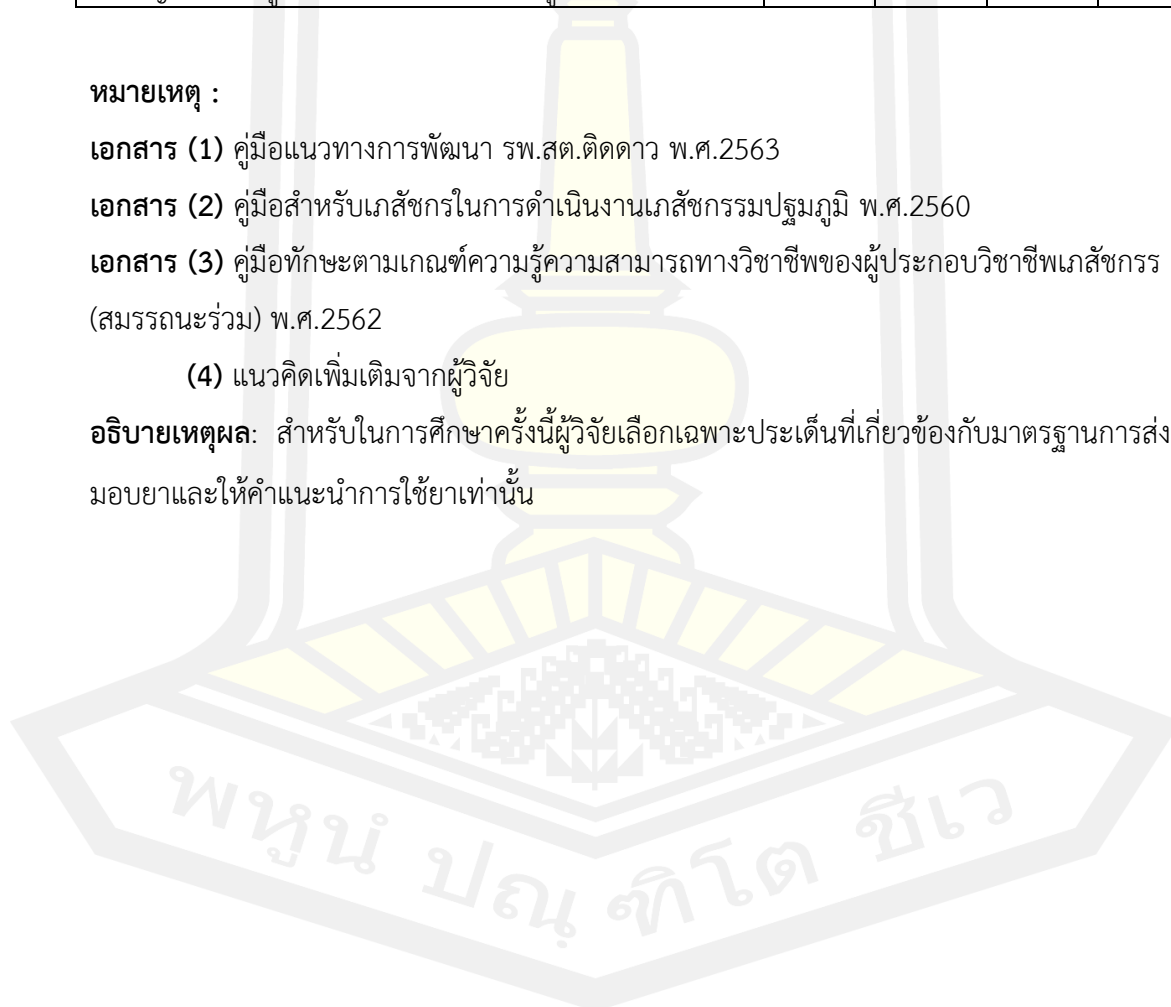 หมายเหตุ :
เอกสาร (1) คู่มือแนวทางการพัฒนา รพ.สต.ติดดาว พ.ศ.2563
เอกสาร (2) คู่มือสำหรับเภสัชกรในการดำเนินงานเภสัชกรรมปฐมภูมิ พ.ศ.2560
เอกสาร (3) คู่มือทักษะตามเกณฑ์ความรู้ความสามารถทางวิชาชีพของผู้ประกอบวิชาชีพเภสัชกรร
(สมรรถนะร่วม) พ.ศ.2562
(4) แนวคิดเพิ่มเติมจากผู้วิจัย
อธิบายเหตุผล: สำหรับในการศึกษาครั้งนี้ผู้วิจัยเลือกเฉพาะประเด็นที่เกี่ยวข้องกับมาตรฐานการส่ง
มอบยาและให้คำแนะนำการใช้ยาเท่านั้น
พหูนํ ปณฺฑิโต ชีเว